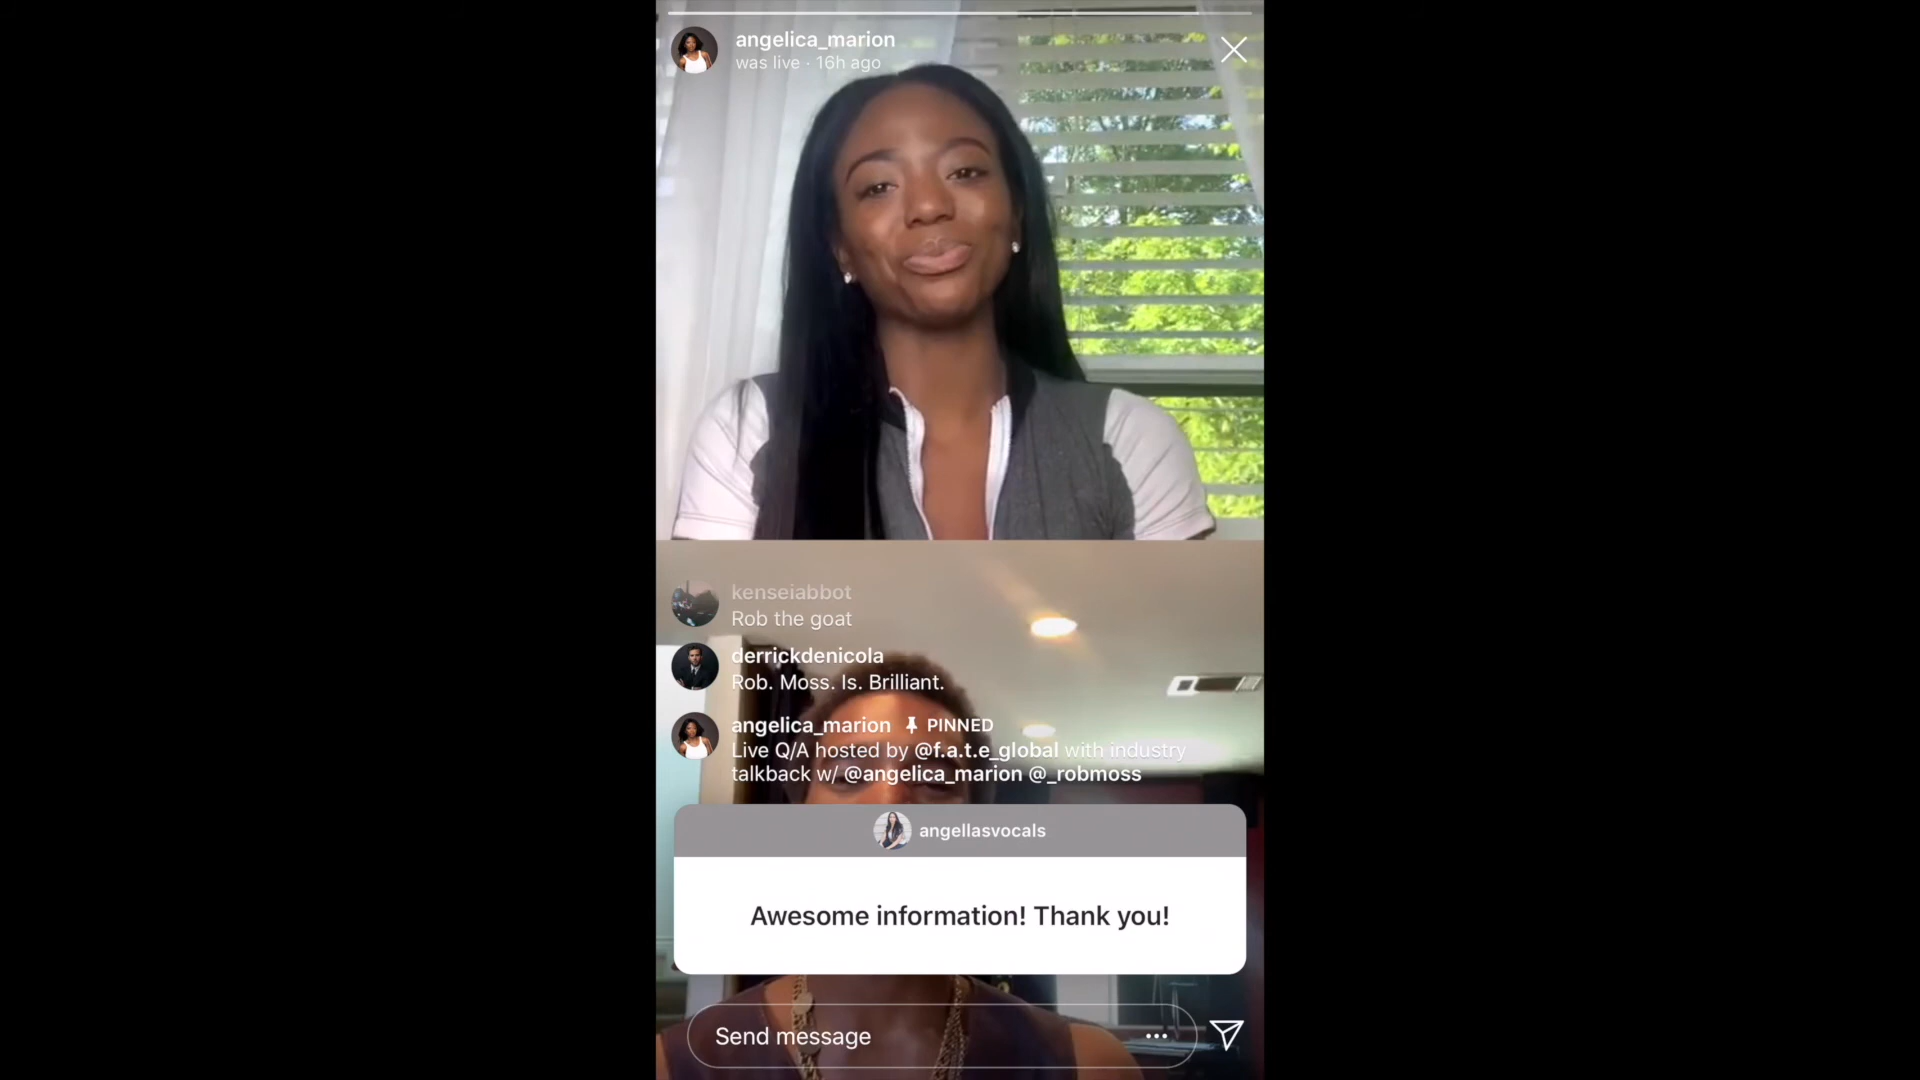 angelica_marion
was live · 16h ago
kenseiabbot
Rob the goat
derrickdenicola
Rob. Moss. Is. Brilliant.
angelica_marion PINNED
Live Q/A hosted by @f.a.t.e_global with industry
talkback w/ @angelica_marion @_robmoss
angellasvocals
Awesome information! Thank you!
Send message